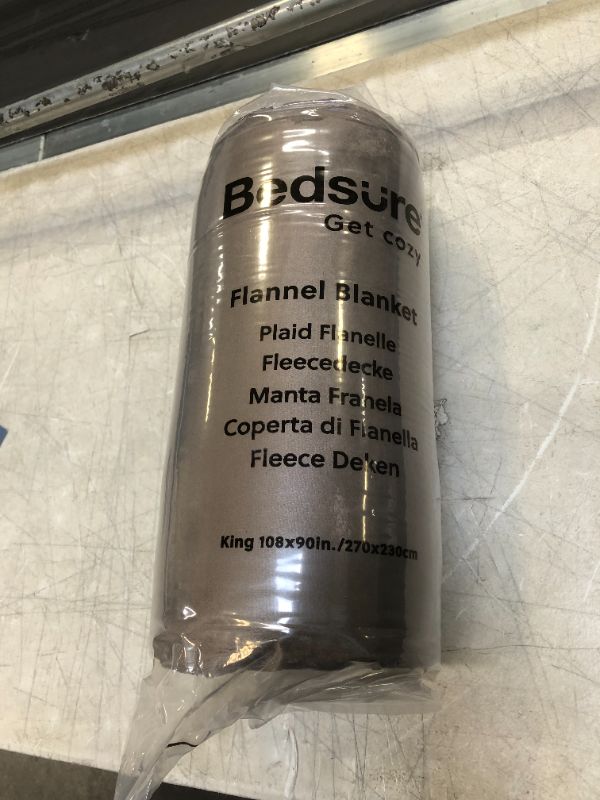 Bedsure
Get cozy
Flannel Blanket
Plaid Flanelle
Fleecedecke
Manta Franela
Coperta di Flanella
Fleece Deken
King 108x90in./270x230cm